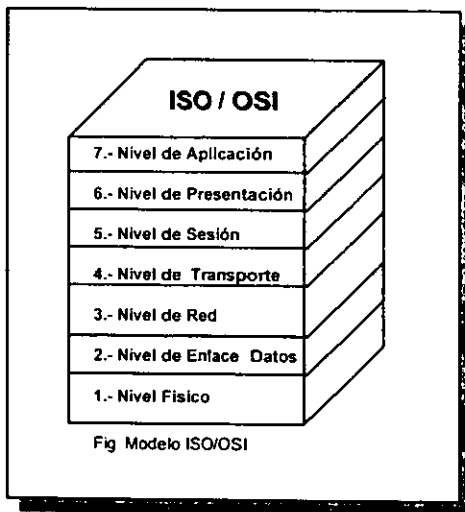 ISO / OSI
7.- Nivel de Aplicación
6.- Nivel de Presentación
5.- Nivel de Sesión
4.- Nivel de Transporte
3.- Nivel de Red
2.- Nivel de Enface Datos
1.- Nivel Fisico
Fig Modelo ISO/OSI